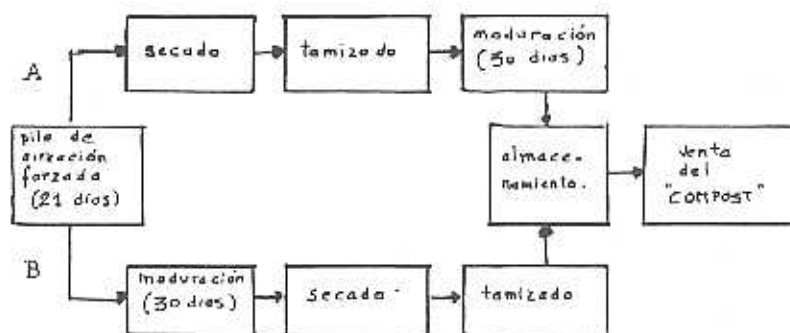 A
secado
tamizado
maduración
(30 días)
pila de
aireación
forzada
(21 días)
almace-
namiento.
venta
del
"COMPOST"
B
maduración
(30 días)
secado
tamizado